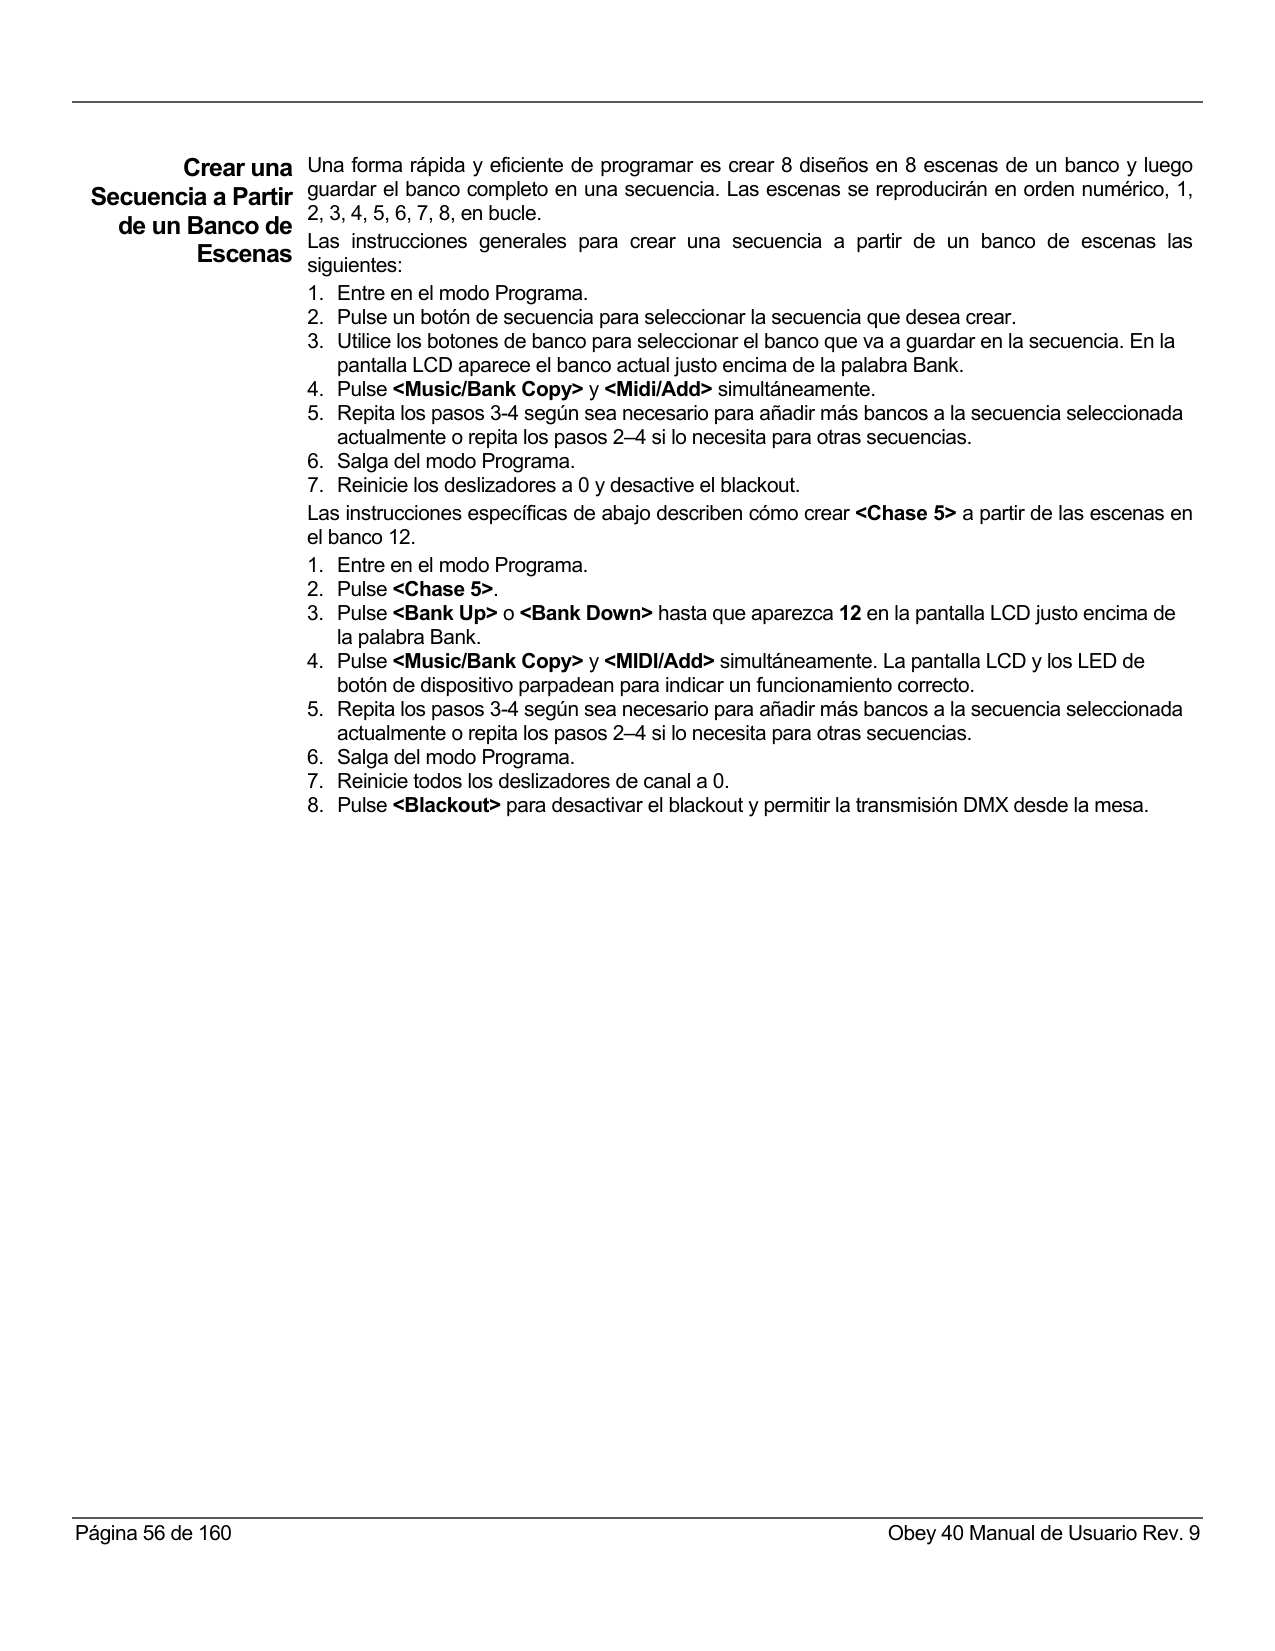 Crear una
Secuencia a Partir
de un Banco de
Escenas
Una forma rápida y eficiente de programar es crear 8 diseños en 8 escenas de un banco y luego
guardar el banco completo en una secuencia. Las escenas se reproducirán en orden numérico, 1,
2, 3, 4, 5, 6, 7, 8, en bucle.
Las instrucciones generales para crear una secuencia a partir de un banco de escenas las
siguientes:
1. Entre en el modo Programa.
2. Pulse un botón de secuencia para seleccionar la secuencia que desea crear.
3. Utilice los botones de banco para seleccionar el banco que va a guardar en la secuencia. En la
pantalla LCD aparece el banco actual justo encima de la palabra Bank.
4. Pulse <Music/Bank Copy> y <Midi/Add> simultáneamente.
5. Repita los pasos 3-4 según sea necesario para añadir más bancos a la secuencia seleccionada
actualmente o repita los pasos 2–4 si lo necesita para otras secuencias.
6. Salga del modo Programa.
7. Reinicie los deslizadores a 0 y desactive el blackout.
Las instrucciones específicas de abajo describen cómo crear <Chase 5> a partir de las escenas en
el banco 12.
1. Entre en el modo Programa.
2. Pulse <Chase 5>.
3. Pulse <Bank Up> o <Bank Down> hasta que aparezca 12 en la pantalla LCD justo encima de
la palabra Bank.
4. Pulse <Music/Bank Copy> y <MIDI/Add> simultáneamente. La pantalla LCD y los LED de
botón de dispositivo parpadean para indicar un funcionamiento correcto.
5. Repita los pasos 3-4 según sea necesario para añadir más bancos a la secuencia seleccionada
actualmente o repita los pasos 2–4 si lo necesita para otras secuencias.
6. Salga del modo Programa.
7. Reinicie todos los deslizadores de canal a 0.
8. Pulse <Blackout> para desactivar el blackout y permitir la transmisión DMX desde la mesa.
Página 56 de 160
Obey 40 Manual de Usuario Rev. 9